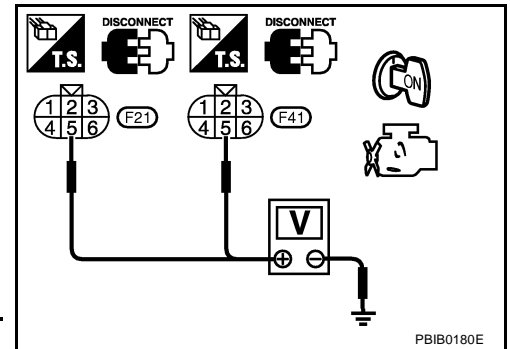 DISCONNECT DISCONNECT
T.S. T.S.
ON
1 2 3 F21 1 2 3 F41
4 5 6 4 5 6
V
+ −
PBIB0180E